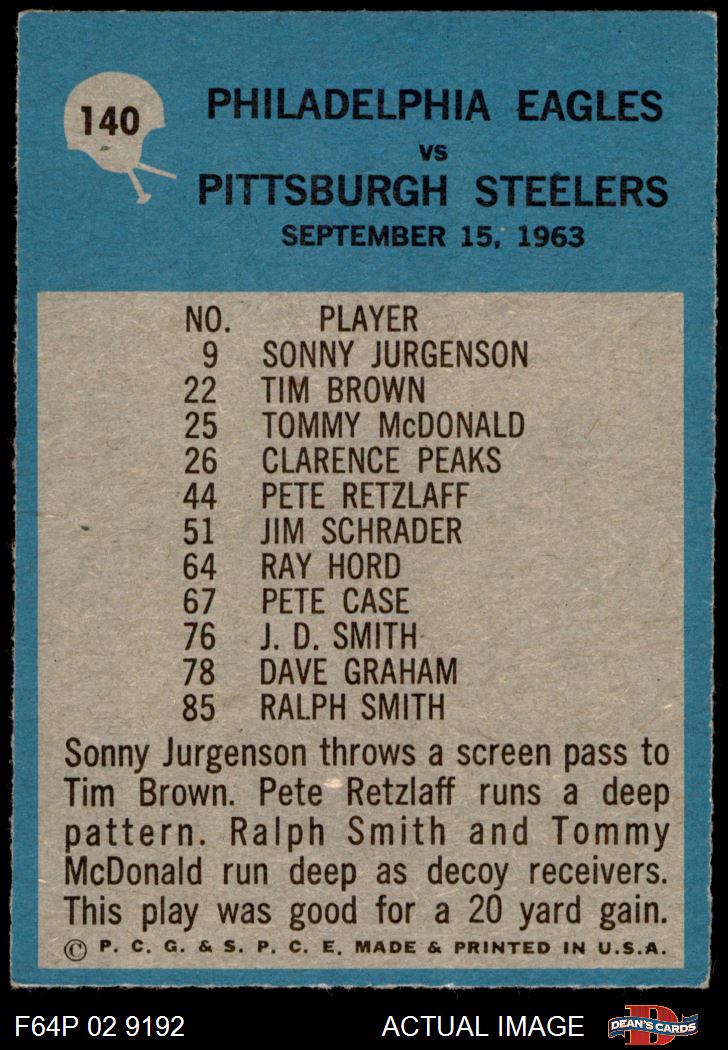 140
PHILADELPHIA EAGLES
VS
PITTSBURGH STEELERS
SEPTEMBER 15, 1963
NO. PLAYER
9 SONNY JURGENSON
22 TIM BROWN
25 TOMMY McDONALD
26 CLARENCE PEAKS
44 PETE RETZLAFF
51 JIM SCHRADER
64 RAY HORD
67 PETE CASE
76 J. D. SMITH
78 DAVE GRAHAM
85 RALPH SMITH
Sonny Jurgenson throws a screen pass to
Tim Brown. Pete Retzlaff runs a deep
pattern. Ralph Smith and Tommy
McDonald run deep as decoy receivers.
This play was good for a 20 yard gain.
© P. C. G. & S. P. C. E. MADE & PRINTED IN U.S.A.
F64P 02 9192 ACTUAL IMAGE D DEAN'S CARDS